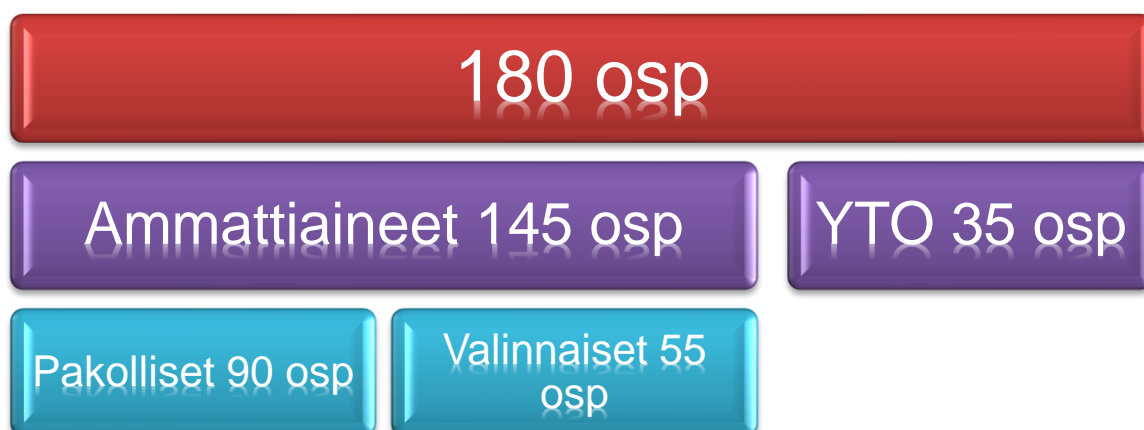 180 osp
Ammattiaineet 145 osp
YTO 35 osp
Pakolliset 90 osp
Valinnaiset 55
osp